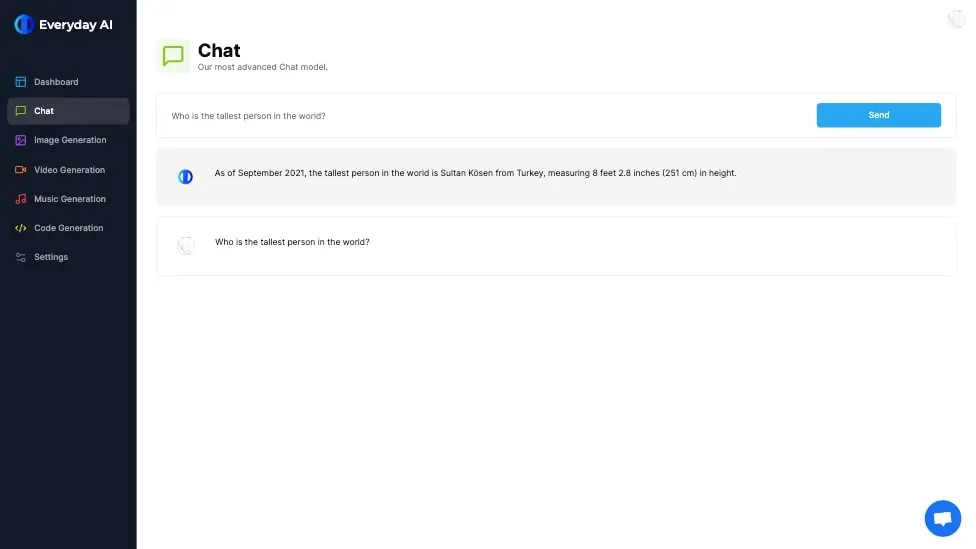 Everyday AI
Dashboard
Chat
Image Generation
Video Generation
Music Generation
Code Generation
Settings
Chat
Our most advanced Chat model.
Who is the tallest person in the world?
Send
As of September 2021, the tallest person in the world is Sultan Kösen from Turkey, measuring 8 feet 2.8 inches (251 cm) in height.
Who is the tallest person in the world?